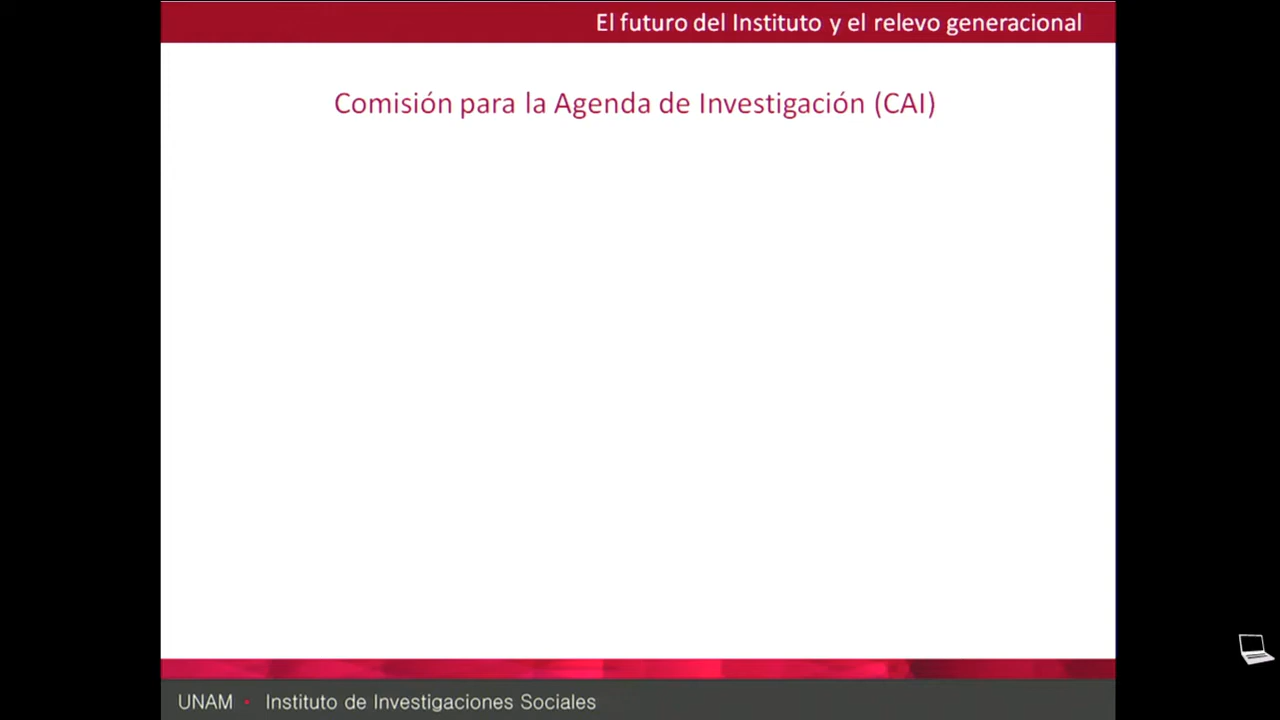 El futuro del Instituto y el relevo generacional
Comisión para la Agenda de Investigación (CAI)
UNAM • Instituto de Investigaciones Sociales